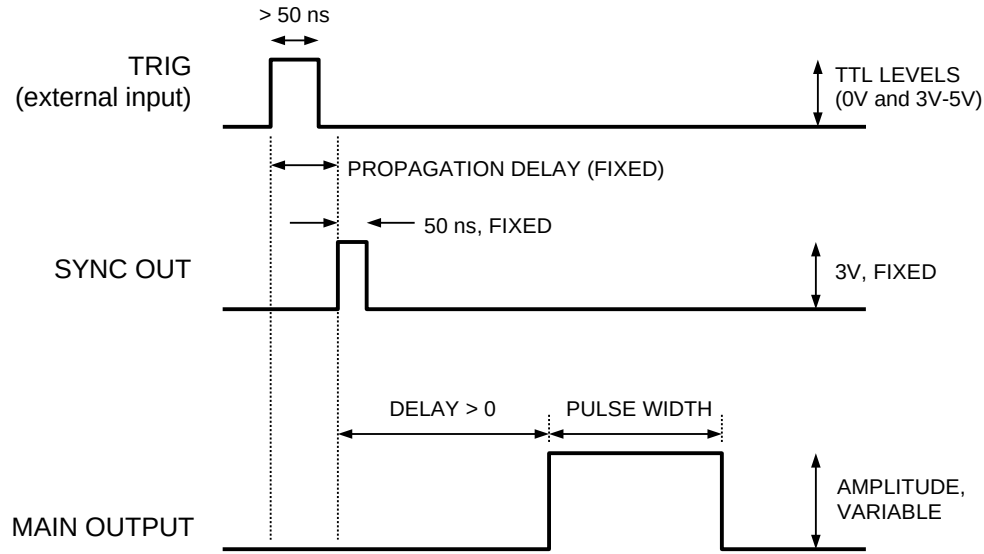 > 50 ns
TRIG
(external input)
TTL LEVELS
(0V and 3V-5V)
PROPAGATION DELAY (FIXED)
50 ns, FIXED
SYNC OUT
3V, FIXED
DELAY > 0
PULSE WIDTH
AMPLITUDE,
VARIABLE
MAIN OUTPUT